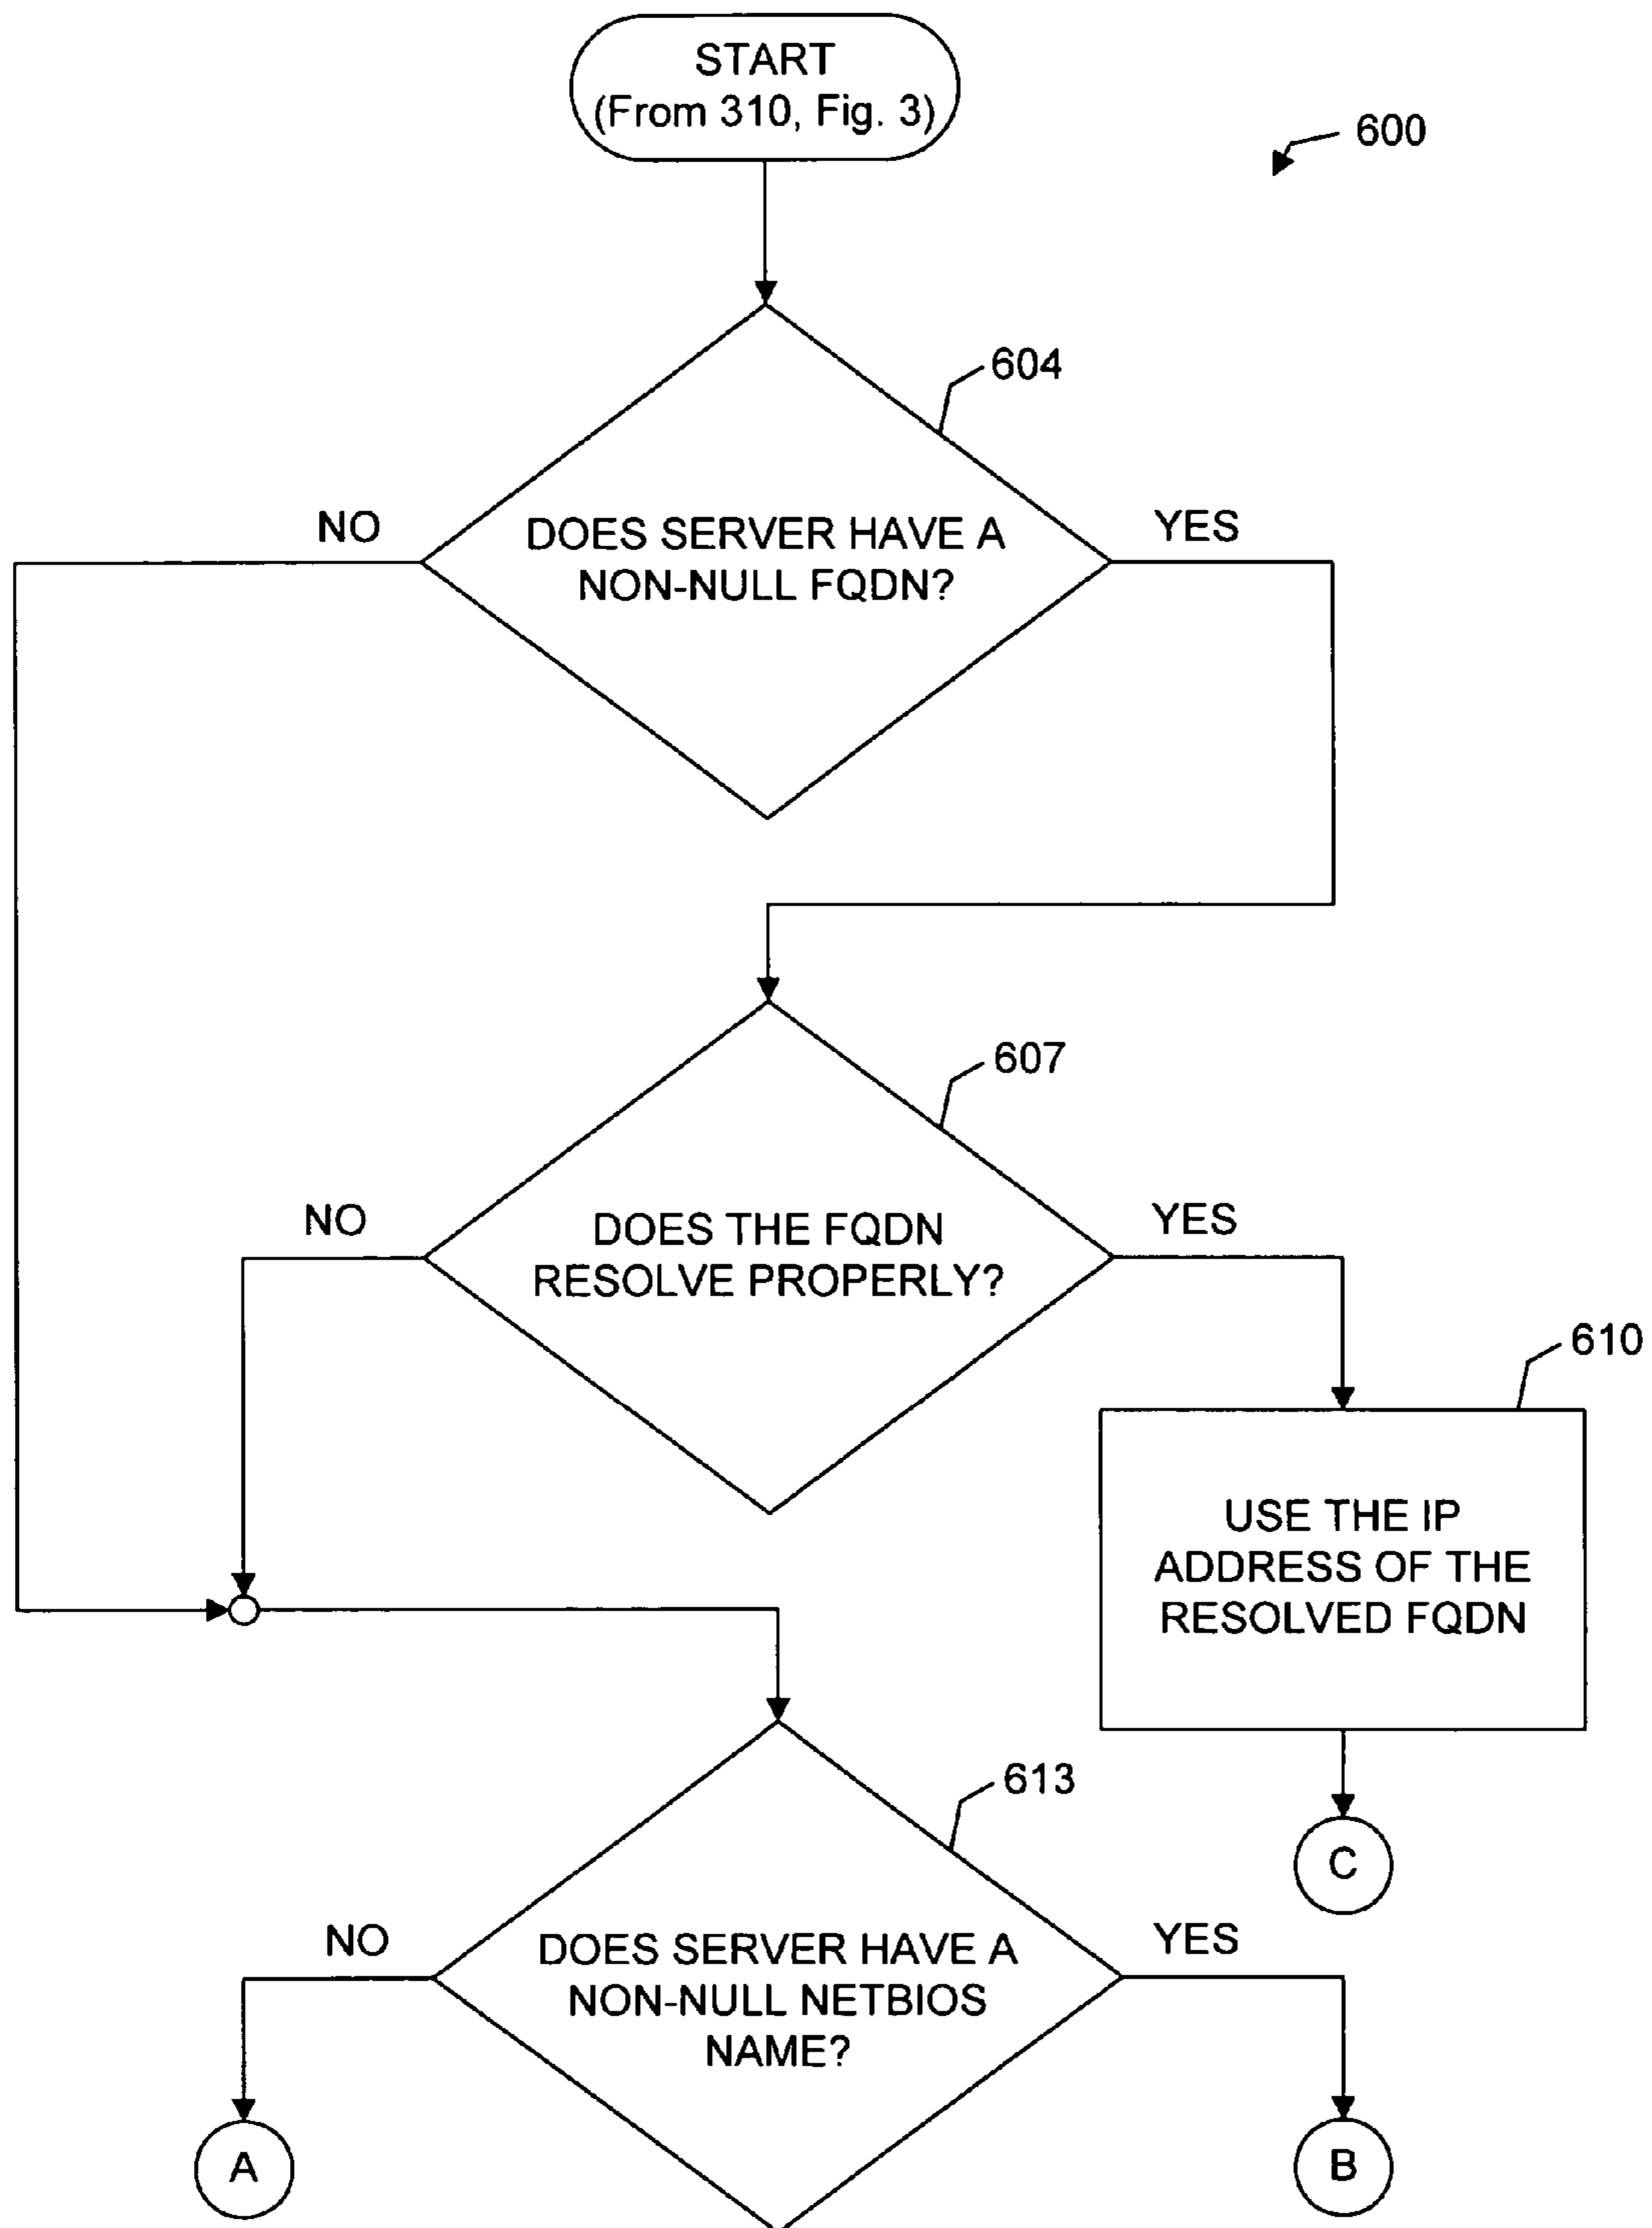 START
(From 310, Fig. 3)
600
604
NO
DOES SERVER HAVE A
NON-NULL FQDN?
YES
607
NO
DOES THE FQDN
RESOLVE PROPERLY?
YES
610
USE THE IP
ADDRESS OF THE
RESOLVED FQDN
613
C
NO
DOES SERVER HAVE A
NON-NULL NETBIOS
NAME?
YES
A
B